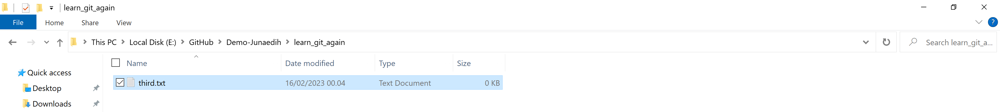 learn_git_again
File Home Share View ?
This PC Local Disk (E:) GitHub Demo-Junaedih learn_git_again Search learn_git_a...
Name Date modified Type Size
Quick access
third.txt 16/02/2023 00.04 Text Document 0 KB
Desktop
Downloads